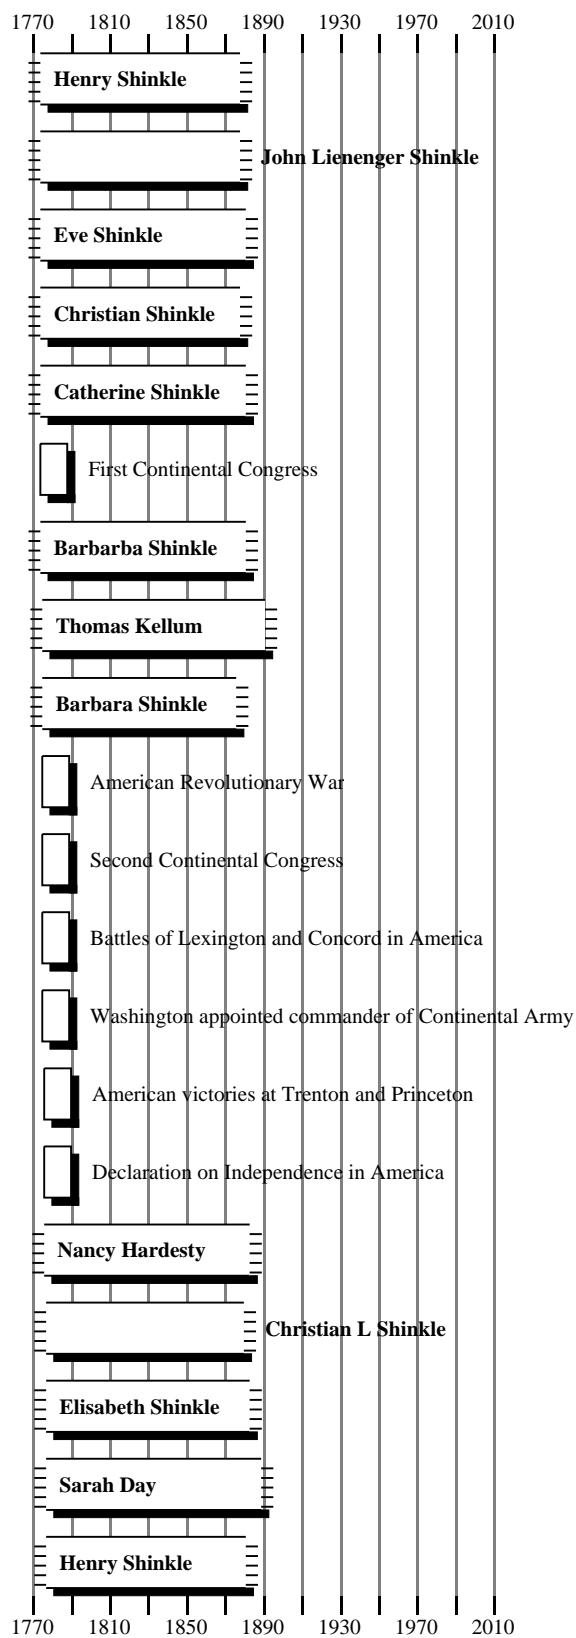 1770 1810 1850 1890 1930 1970 2010
Henry Shinkle
John Lienenger Shinkle
Eve Shinkle
Christian Shinkle
Catherine Shinkle
First Continental Congress
Barbarba Shinkle
Thomas Kellum
Barbara Shinkle
American Revolutionary War
Second Continental Congress
Battles of Lexington and Concord in America
Washington appointed commander of Continental Army
American victories at Trenton and Princeton
Declaration on Independence in America
Nancy Hardesty
Christian L Shinkle
Elisabeth Shinkle
Sarah Day
Henry Shinkle
1770 1810 1850 1890 1930 1970 2010